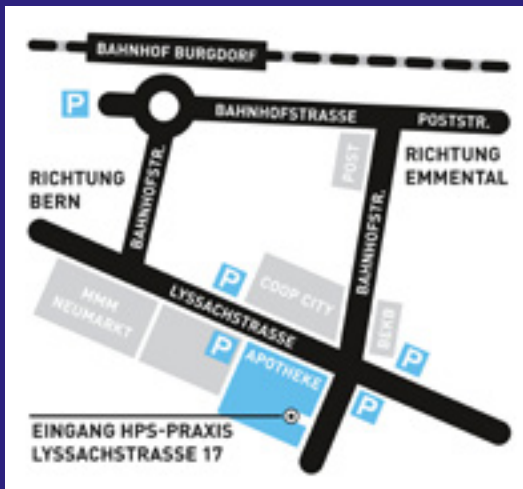 BAHNHOF BURGDORF
P
BAHNHOFSTRASSE
POSTSTR.
POST
RICHTUNG
EMMENTAL
RICHTUNG
BERN
BAHNHOFSTR.
BAHNHOFSTR.
P
COOP CITY
LYSSACHSTRASSE
MMM
NEUMARKT
BEKB
P
APOTHEKE
P
P
EINGANG HPS-PRAXIS
LYSSACHSTRASSE 17